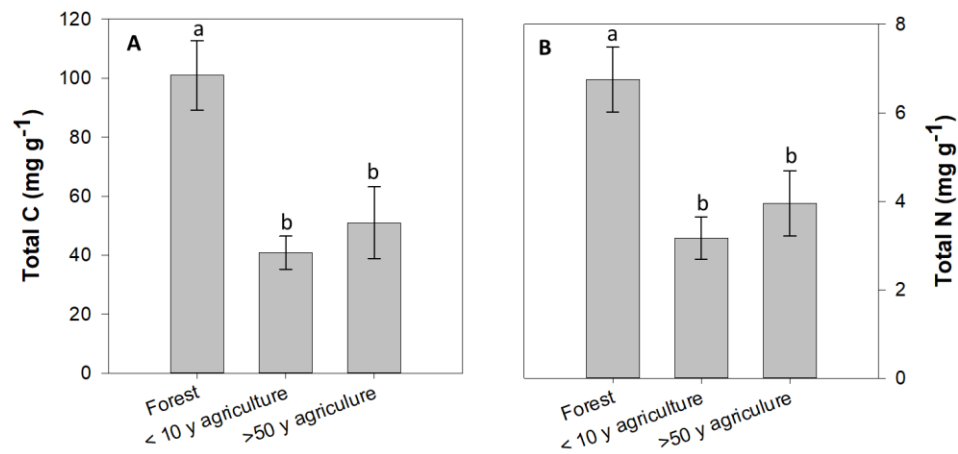 A
Total C (mg g-1)
120
100
80
60
40
20
0
a
b
b
Forest
< 10 y agriculture
>50 y agriculure
B
Total N (mg g-1)
8
6
4
2
0
a
b
b
Forest
< 10 y agriculture
>50 y agriculure